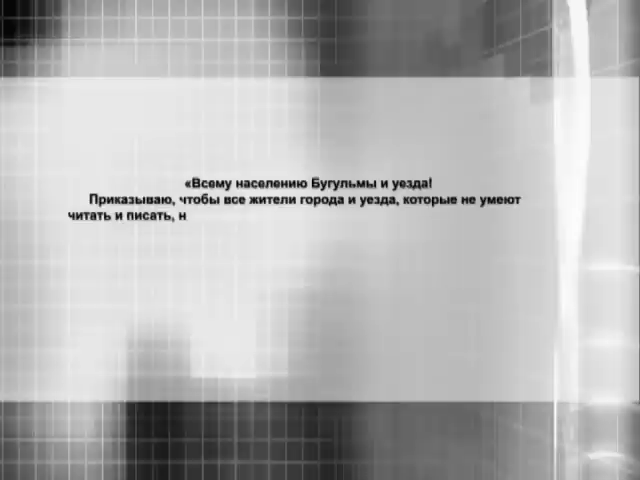 «Всему населению Бугульмы и уезда!
Приказываю, чтобы все жители города и уезда, которые не умеют
читать и писать, н